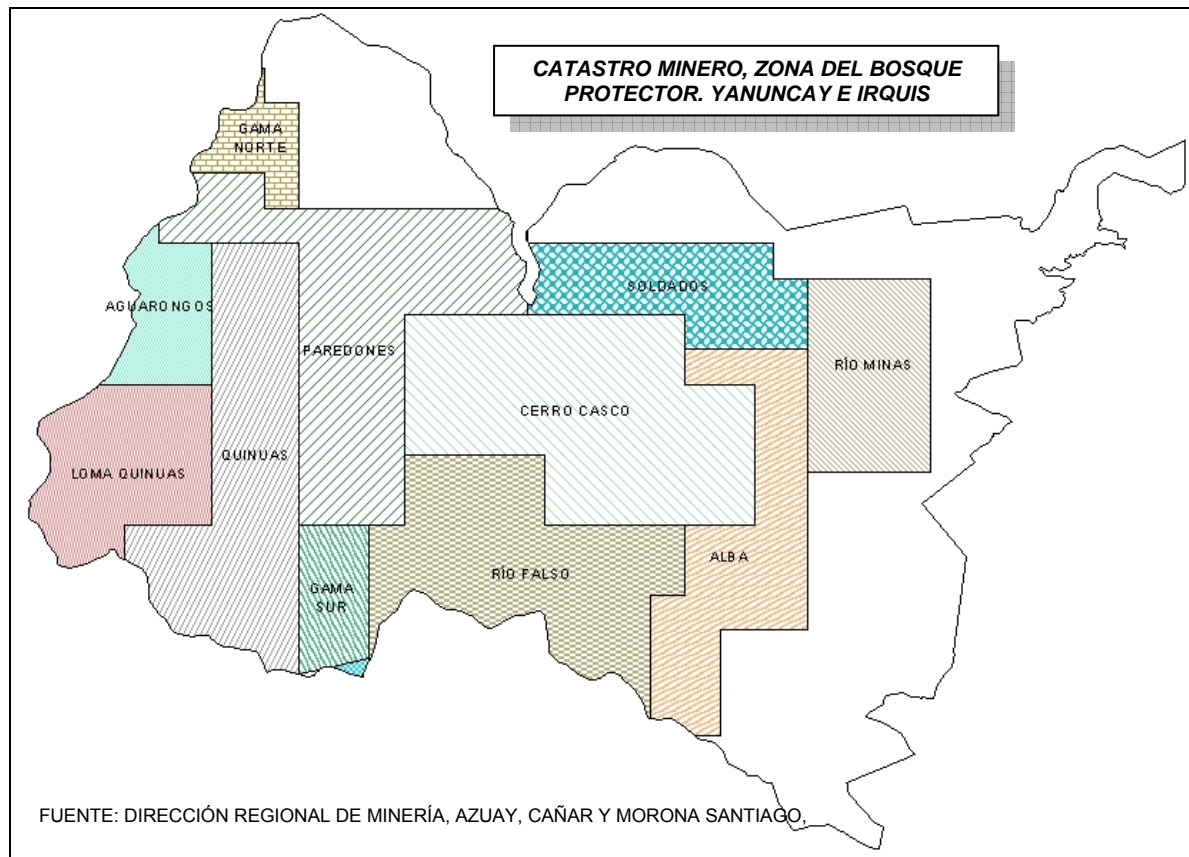 CATASTRO MINERO, ZONA DEL BOSQUE
PROTECTOR. YANUNCAY E IRQUIS
GAMA
NORTE
AGUARONGOS
SOLDADOS
PAREDONES
RÍO MINAS
CERRO CASCO
LOMA QUINUAS
QUINUAS
ALBA
RÍO FALSO
GAMA
SUR
FUENTE: DIRECCIÓN REGIONAL DE MINERÍA, AZUAY, CAÑAR Y MORONA SANTIAGO,